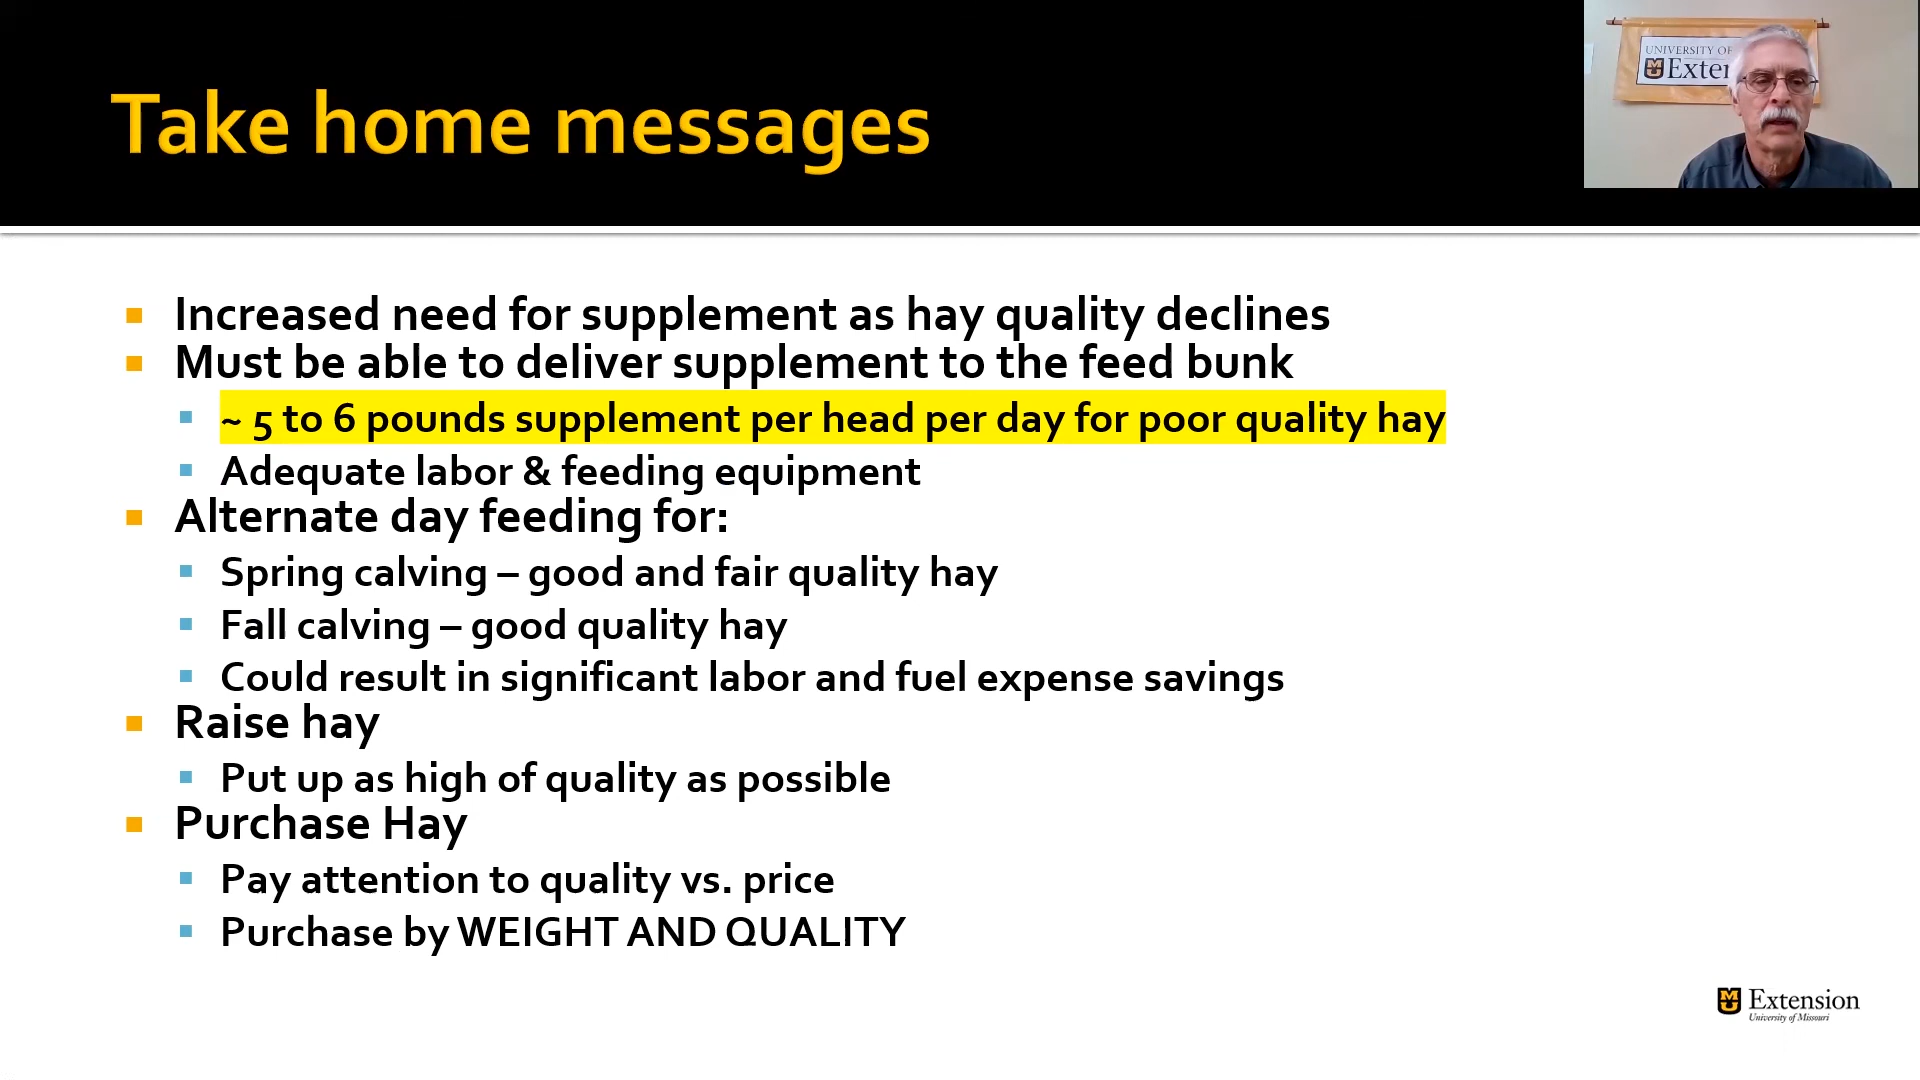 Take home messages
UNIVERSITY OF
Exter
Increased need for supplement as hay quality declines
Must be able to deliver supplement to the feed bunk
~ 5 to 6 pounds supplement per head per day for poor quality hay
Adequate labor & feeding equipment
Alternate day feeding for:
Spring calving – good and fair quality hay
Fall calving – good quality hay
Could result in significant labor and fuel expense savings
Raise hay
Put up as high of quality as possible
Purchase Hay
Pay attention to quality vs. price
Purchase by WEIGHT AND QUALITY
Extension
University of Missouri